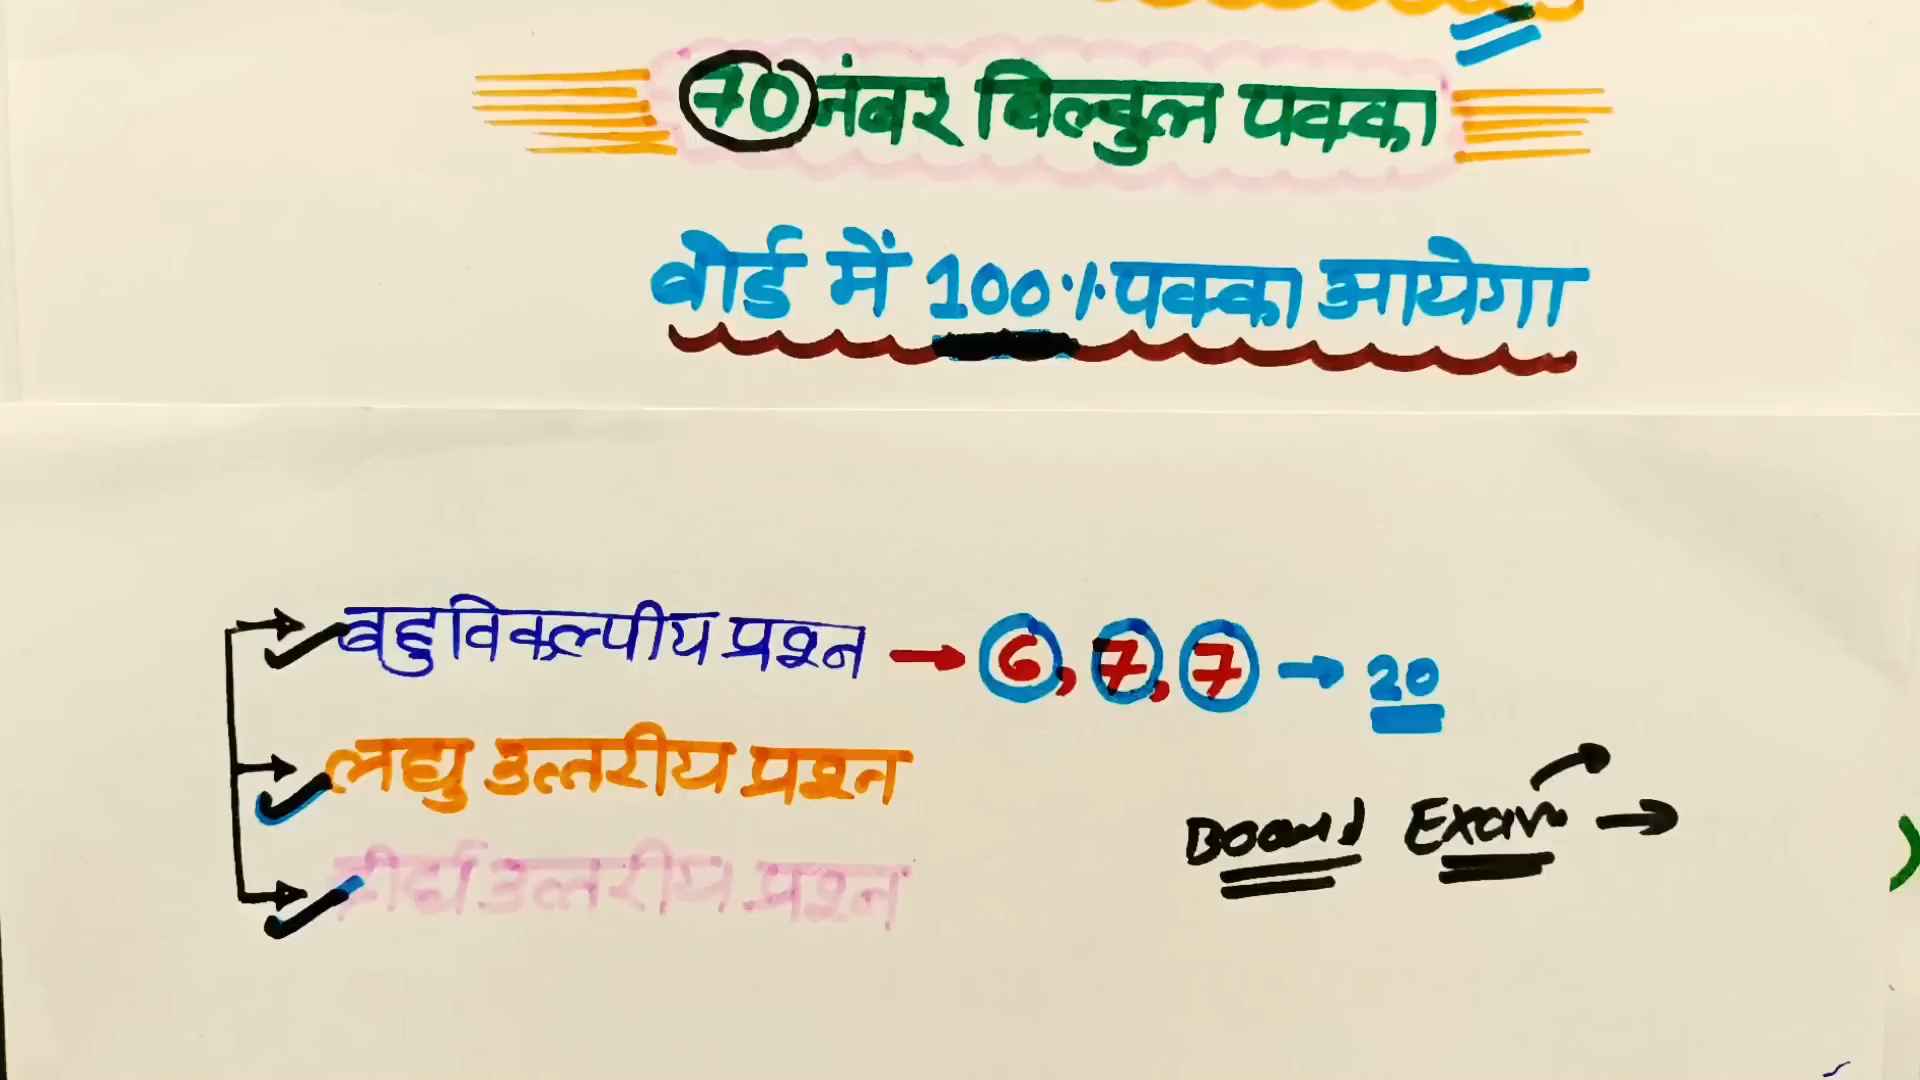 70 नंबर बिल्कुल पक्का
बोर्ड में 100% पक्का आयेगा
बहुविकल्पीय प्रश्न → 6, 7, 7 → 20
लघु उत्तरीय प्रश्न
दीर्घ उत्तरीय प्रश्न
Board Exam →